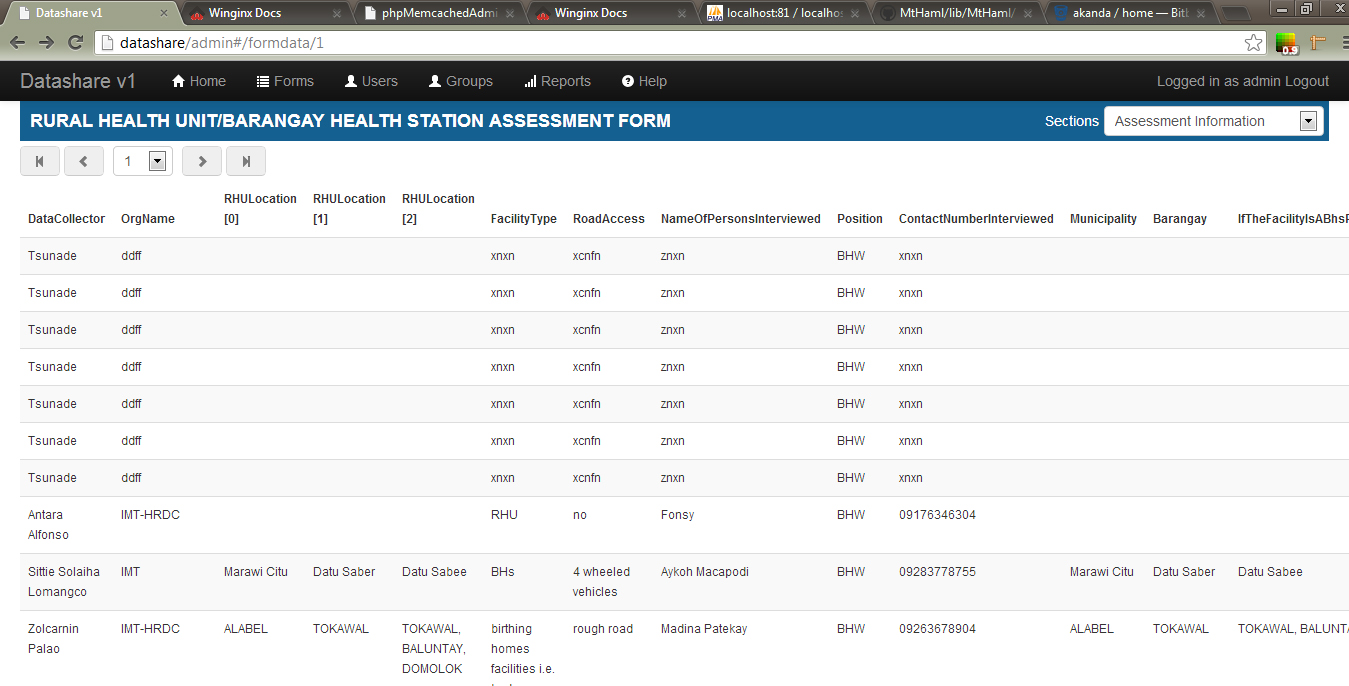 Datashare v1 Winginx Docs phpMemcachedAdmi Winginx Docs localhost:81 / localhos MtHaml/lib/MtHaml/ akanda / home — Bitb
datashare/admin#/formdata/1 0.S
Datashare v1 Home Forms Users Groups Reports Help Logged in as admin Logout
RURAL HEALTH UNIT/BARANGAY HEALTH STATION ASSESSMENT FORM Sections Assessment Information
1
RHULocation RHULocation RHULocation
DataCollector OrgName [0] [1] [2] FacilityType RoadAccess NameOfPersonsInterviewed Position ContactNumberInterviewed Municipality Barangay IfTheFacilityIsABhsP
Tsunade ddff xnxn xcnfn znxn BHW xnxn
Tsunade ddff xnxn xcnfn znxn BHW xnxn
Tsunade ddff xnxn xcnfn znxn BHW xnxn
Tsunade ddff xnxn xcnfn znxn BHW xnxn
Tsunade ddff xnxn xcnfn znxn BHW xnxn
Tsunade ddff xnxn xcnfn znxn BHW xnxn
Tsunade ddff xnxn xcnfn znxn BHW xnxn
Antara IMT-HRDC RHU no Fonsy BHW 09176346304
Alfonso
Sittie Solaiha IMT Marawi Citu Datu Saber Datu Sabee BHs 4 wheeled Aykoh Macapodi BHW 09283778755 Marawi Citu Datu Saber Datu Sabee
Lomangco vehicles
Zolcarnin IMT-HRDC ALABEL TOKAWAL TOKAWAL, birthing rough road Madina Patekay BHW 09263678904 ALABEL TOKAWAL TOKAWAL, BALUNTA
Palao BALUNTAY, homes
DOMOLOK facilities i.e.